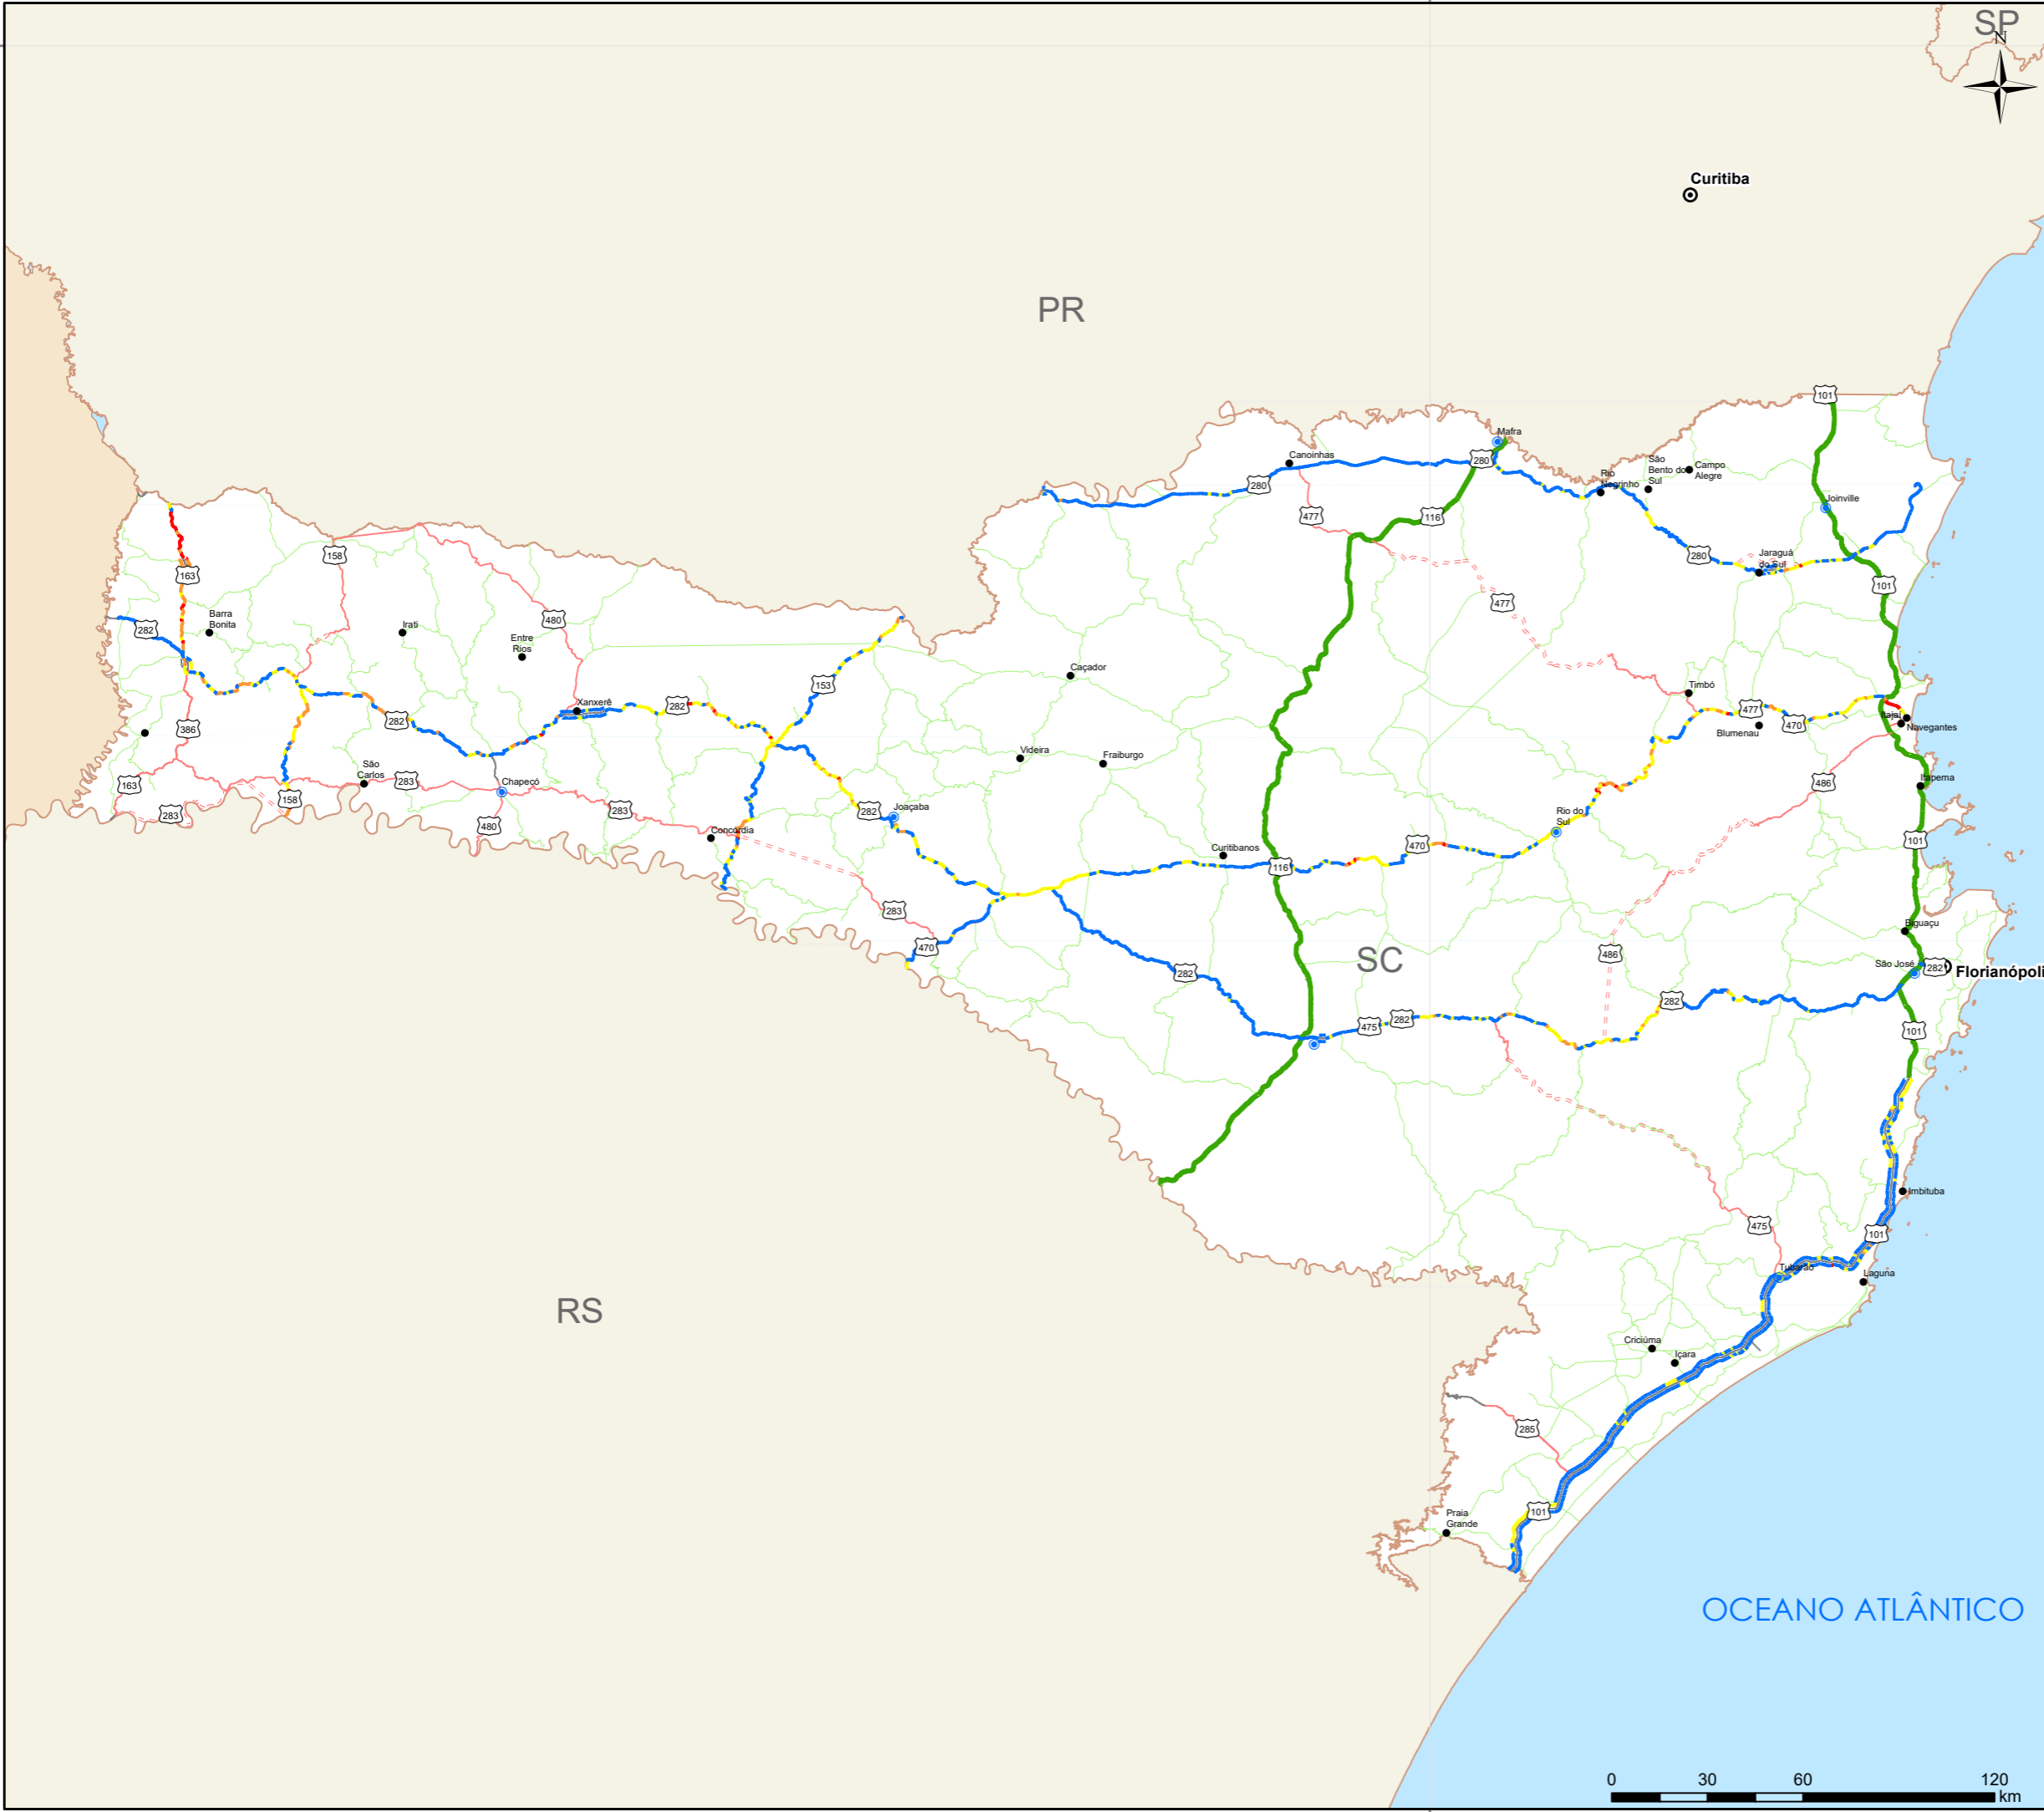 SP
N
Curitiba
PR
101
Mafra
Canoinhas
280
São
Bento do
Sul
Campo
Alegre
Rio
Negrinho
280
Joinville
477
116
158
280
Jaraguá
do Sul
163
101
477
Barra
Bonita
Irati
480
282
Entre
Rios
Caçador
153
Timbó
Xanxerê
282
477
282
470
Itajaí
Navegantes
Blumenau
386
Videira
Fraiburgo
São
Carlos
283
Chapecó
163
486
Itapema
158
283
283
282
Joaçaba
Rio do
Sul
480
Concórdia
Curitibanos
470
101
116
283
Biguaçu
470
SC
486
São José
282
Florianópoli
282
282
475
282
101
Imbituba
475
101
Tubarão
Laguna
RS
Criciúma
Içara
285
101
Praia
Grande
OCEANO ATLÂNTICO
0 30 60 120
km